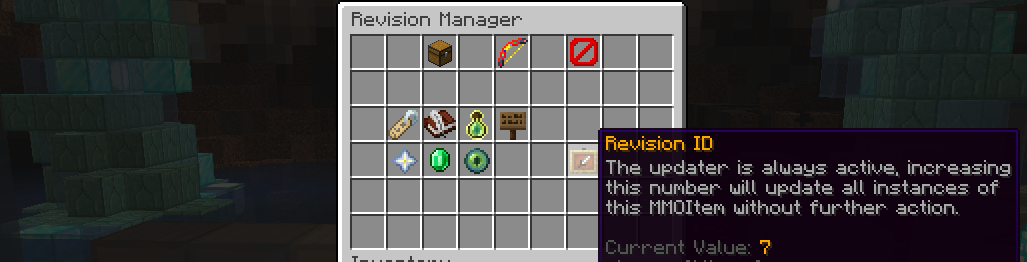 Revision Manager
Revision ID
The updater is always active, increasing
this number will update all instances of
this MMOItem without further action.
Current Value: 7
Inventory